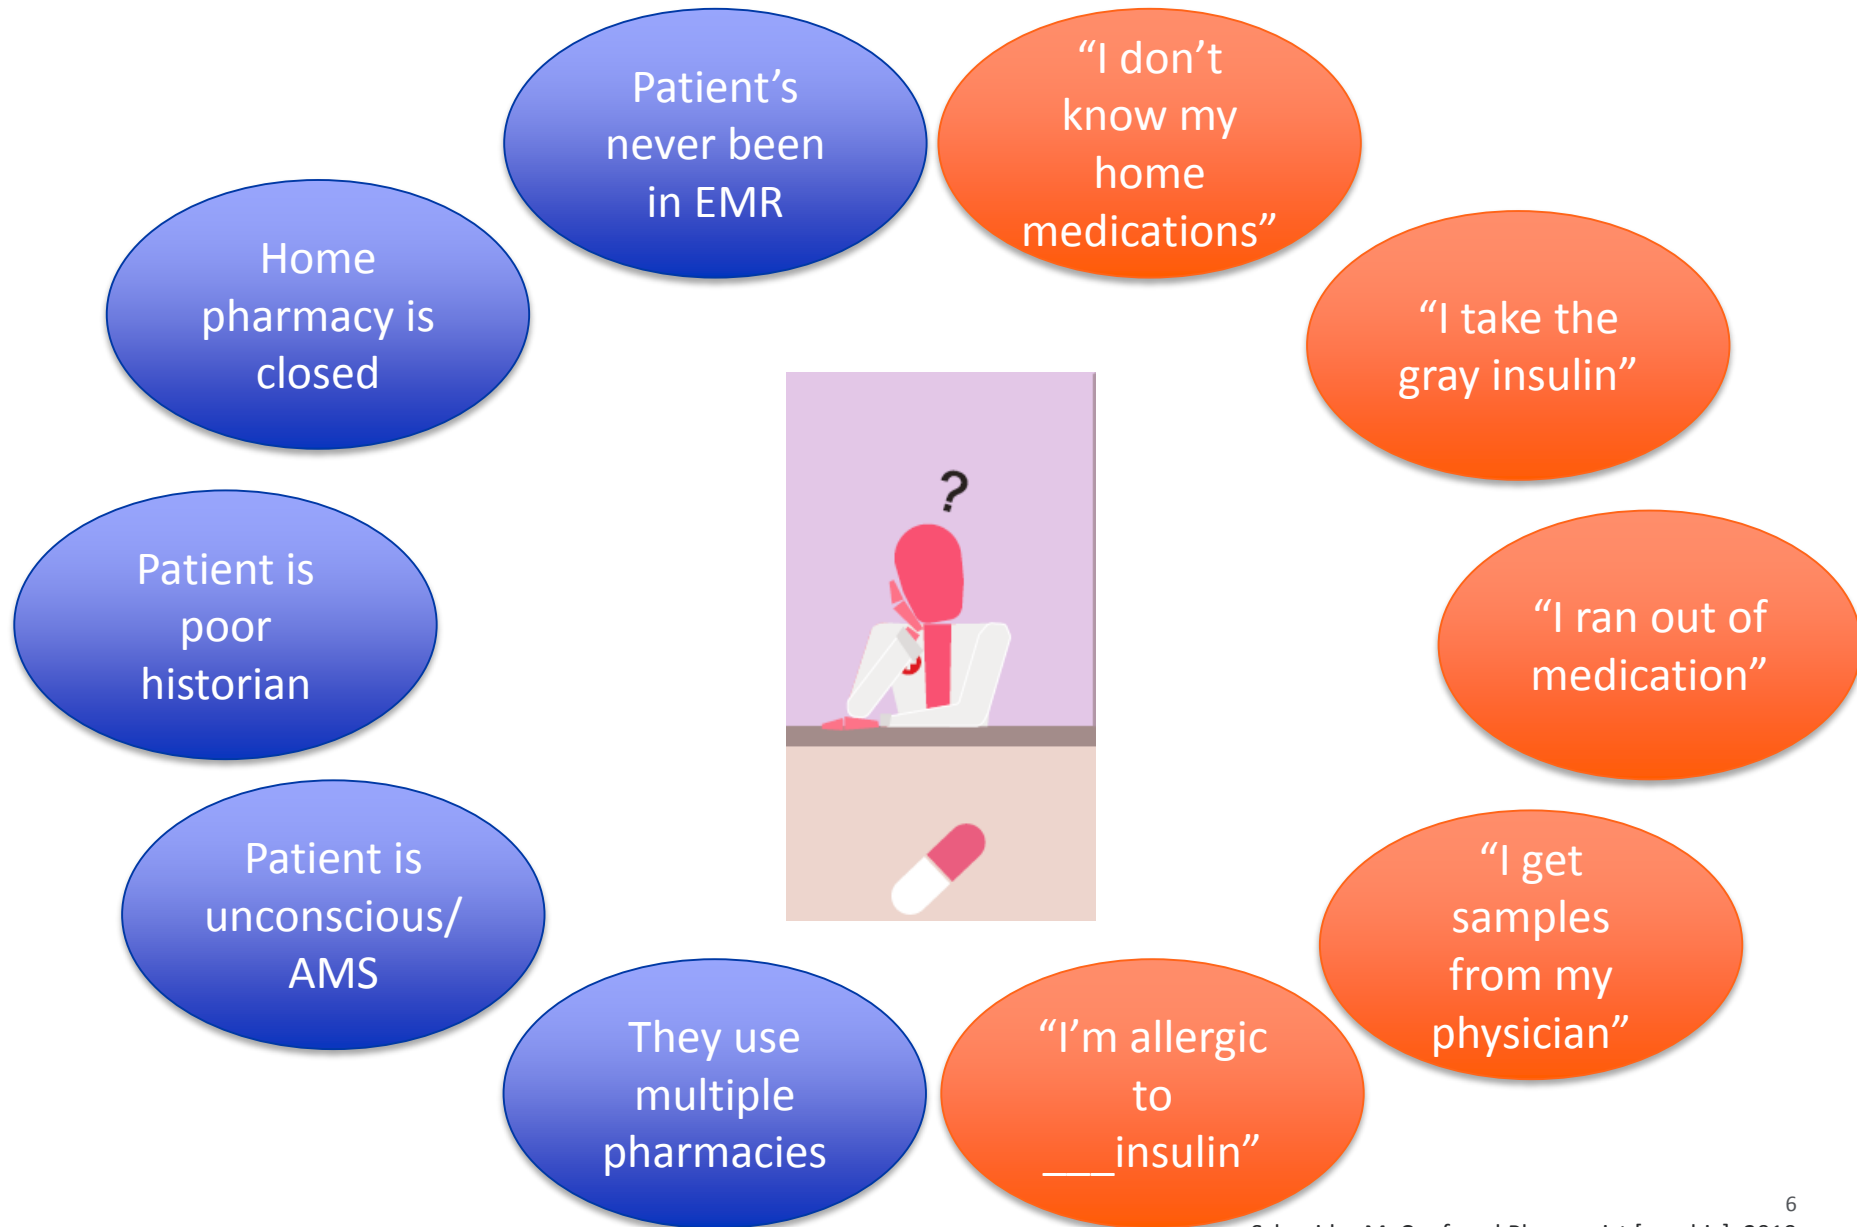 Patient’s
never been
in EMR
“I don’t
know my
home
medications”
Home
pharmacy is
closed
“I take the
gray insulin”
?
Patient is
poor
historian
“I ran out of
medication”
Patient is
unconscious/
AMS
“I get
samples
from my
physician”
They use
multiple
pharmacies
“I’m allergic
to
___insulin”
6